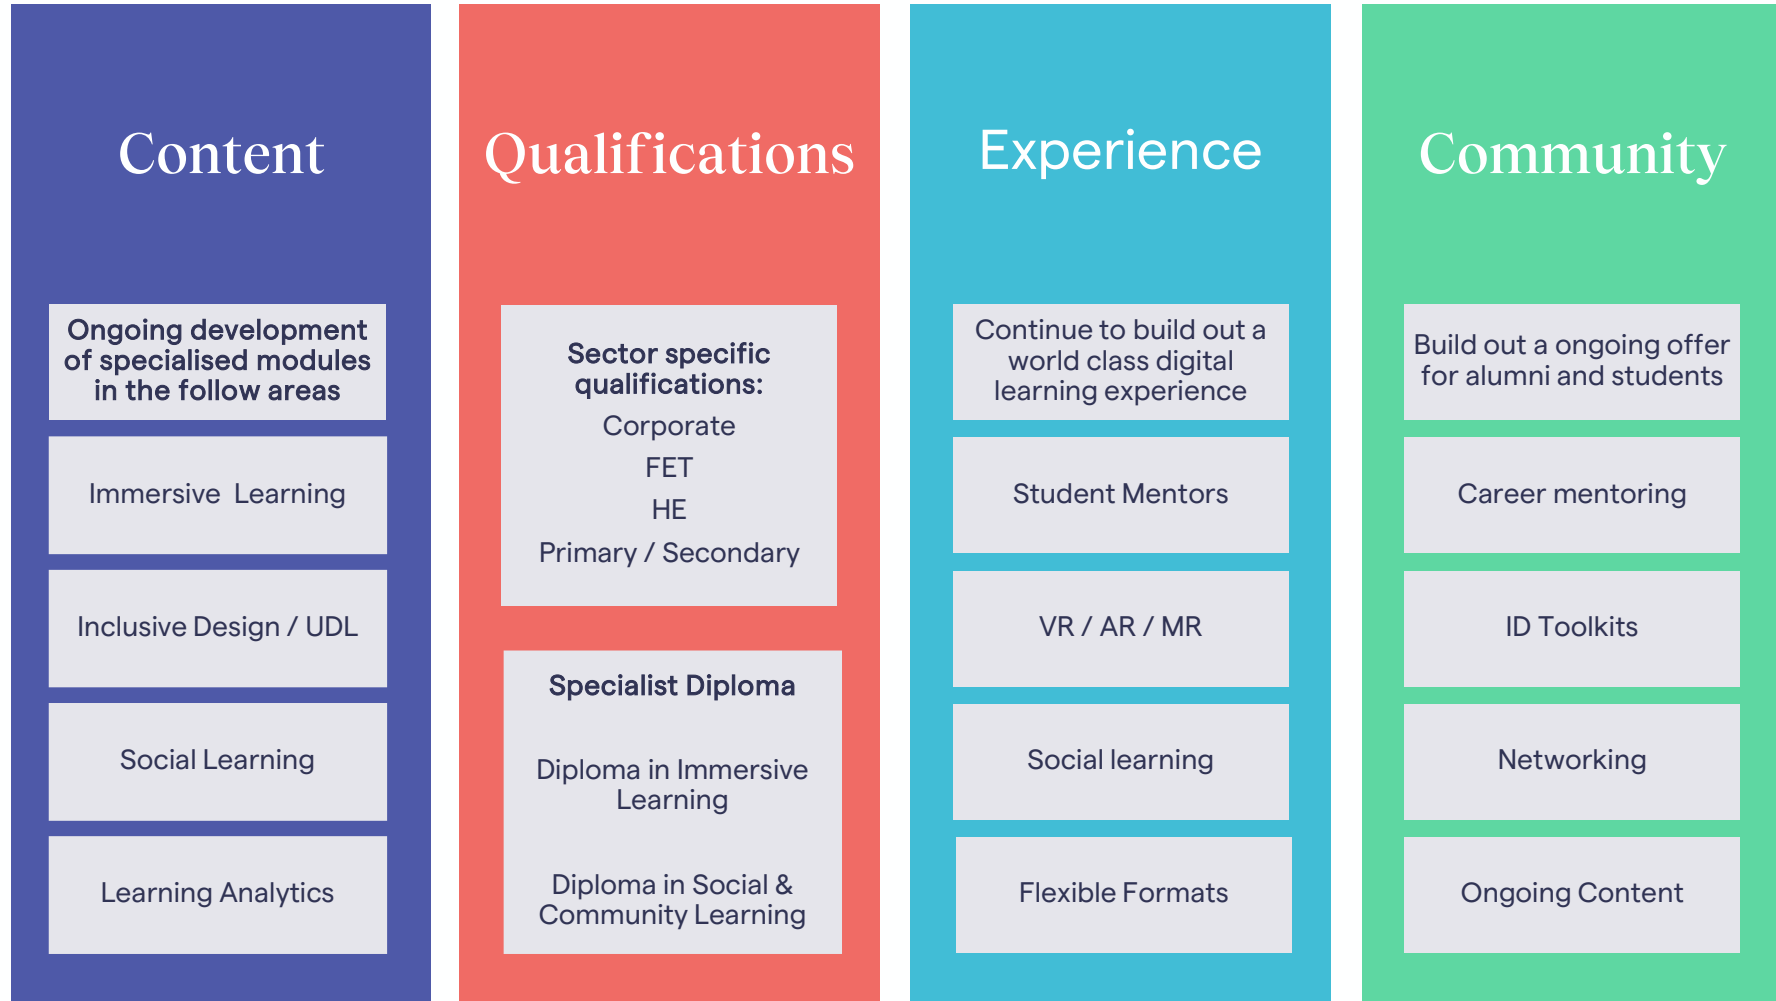 Content
Ongoing development
of specialised modules
in the follow areas
Immersive Learning
Inclusive Design / UDL
Social Learning
Learning Analytics
Qualifications
Sector specific
qualifications:
Corporate
FET
HE
Primary / Secondary
Specialist Diploma
Diploma in Immersive
Learning
Diploma in Social &
Community Learning
Experience
Continue to build out a
world class digital
learning experience
Student Mentors
VR / AR / MR
Social learning
Flexible Formats
Community
Build out a ongoing offer
for alumni and students
Career mentoring
ID Toolkits
Networking
Ongoing Content